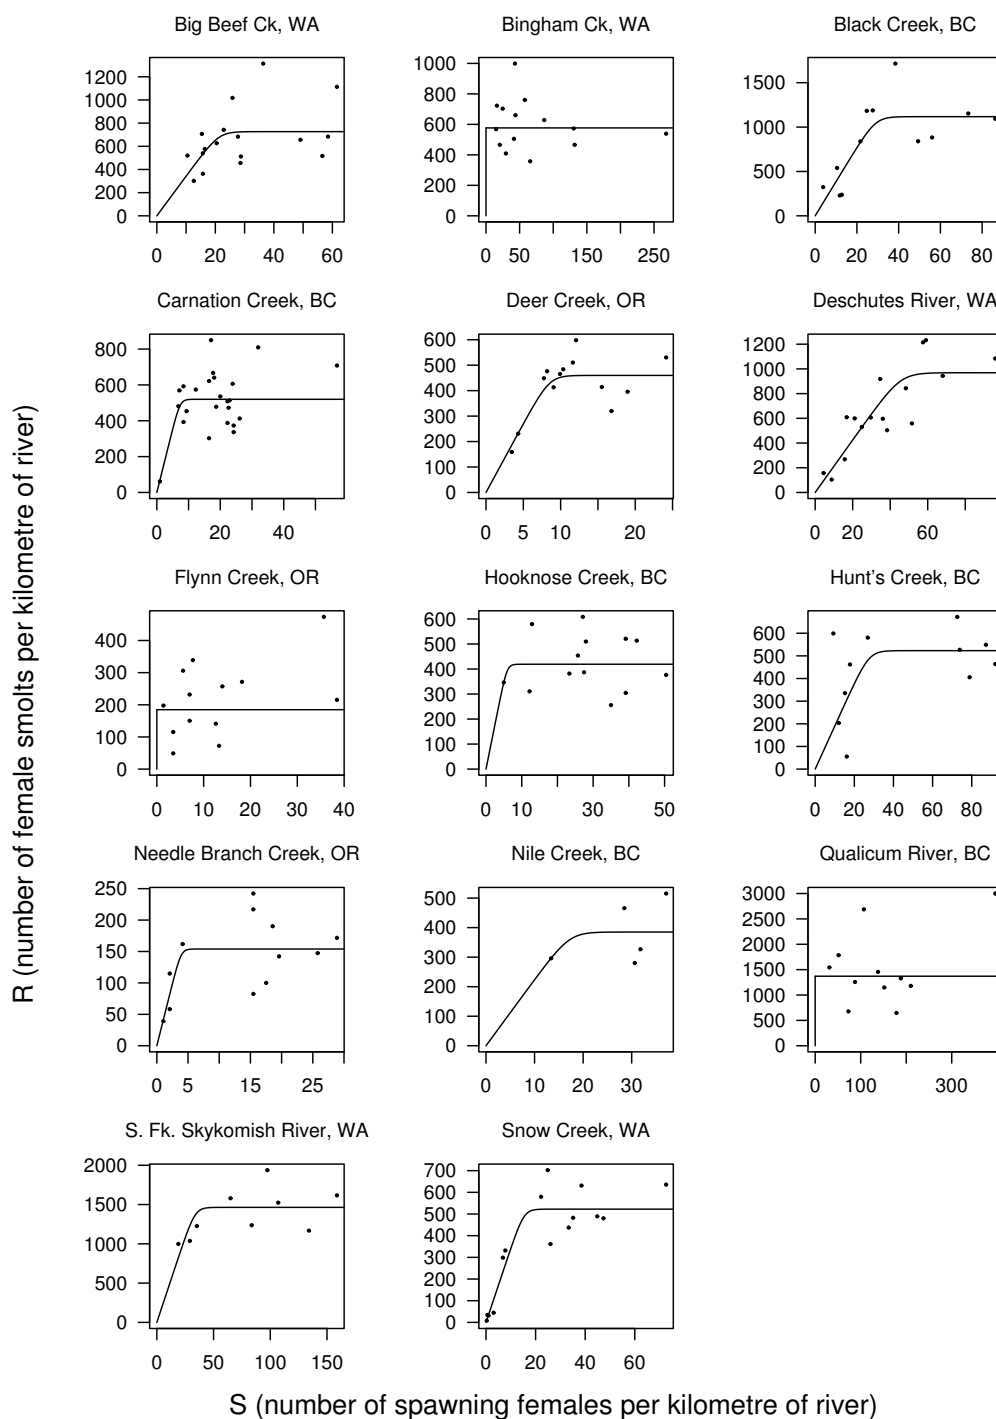 Big Beef Ck, WA
Bingham Ck, WA
Black Creek, BC
1200
1000
800
600
400
200
0
0 20 40 60
1000
800
600
400
200
0
0 50 150 250
1500
1000
500
0
0 20 40 60 80
Carnation Creek, BC
Deer Creek, OR
Deschutes River, WA
800
600
400
200
0
0 20 40
600
500
400
300
200
100
0
0 5 10 20
1200
1000
800
600
400
200
0
0 20 60
Flynn Creek, OR
Hooknose Creek, BC
Hunt's Creek, BC
400
300
200
100
0
0 10 20 30 40
600
500
400
300
200
100
0
0 10 30 50
600
500
400
300
200
100
0
0 20 40 60 80
Needle Branch Creek, OR
Nile Creek, BC
Qualicum River, BC
250
200
150
100
50
0
0 5 15 25
500
400
300
200
100
0
0 10 20 30
3000
2500
2000
1500
1000
500
0
0 100 300
S. Fk. Skykomish River, WA
Snow Creek, WA
2000
1500
1000
500
0
0 50 100 150
700
600
500
400
300
200
100
0
0 20 40 60
R (number of female smolts per kilometre of river)
S (number of spawning females per kilometre of river)